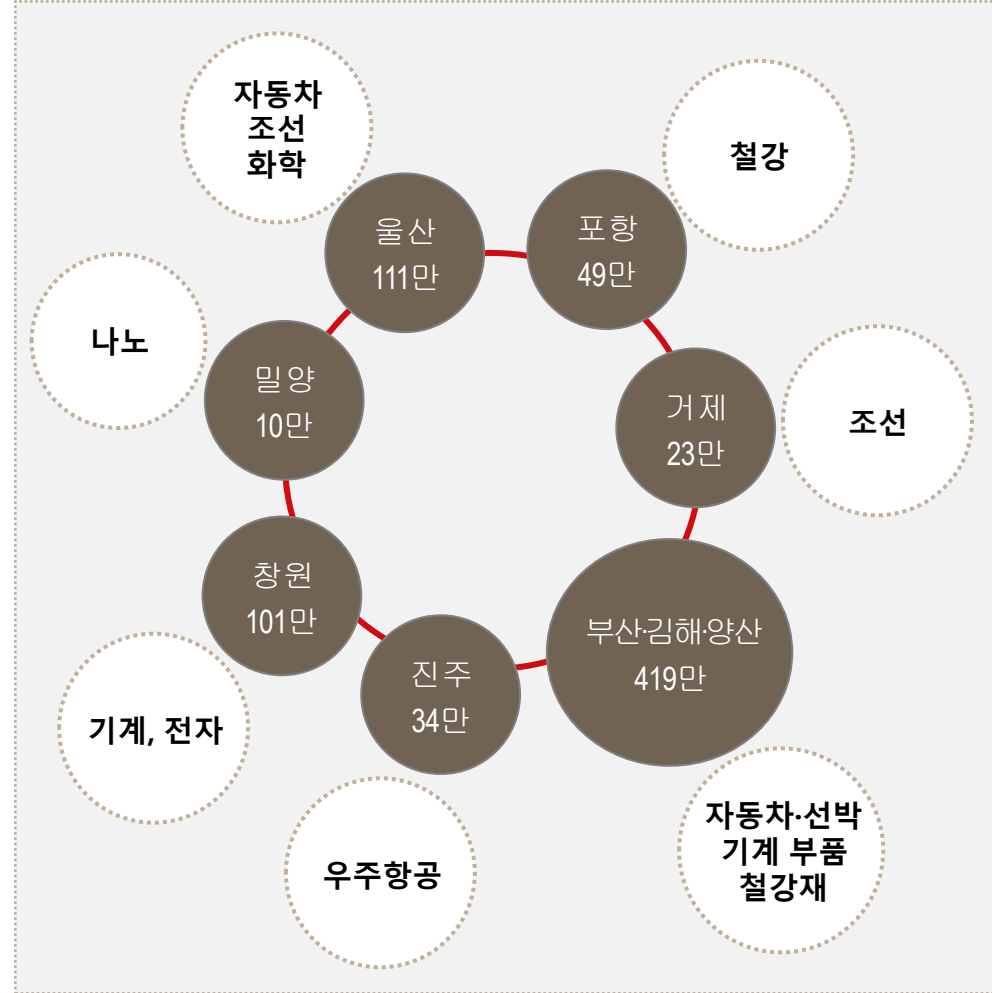 자동차
조선
화학
철강
울산
111만
포항
49만
나노
밀양
10만
거제
23만
조선
창원
101만
부산·김해·양산
419만
진주
34만
기계, 전자
자동차·선박
기계 부품
철강재
우주항공